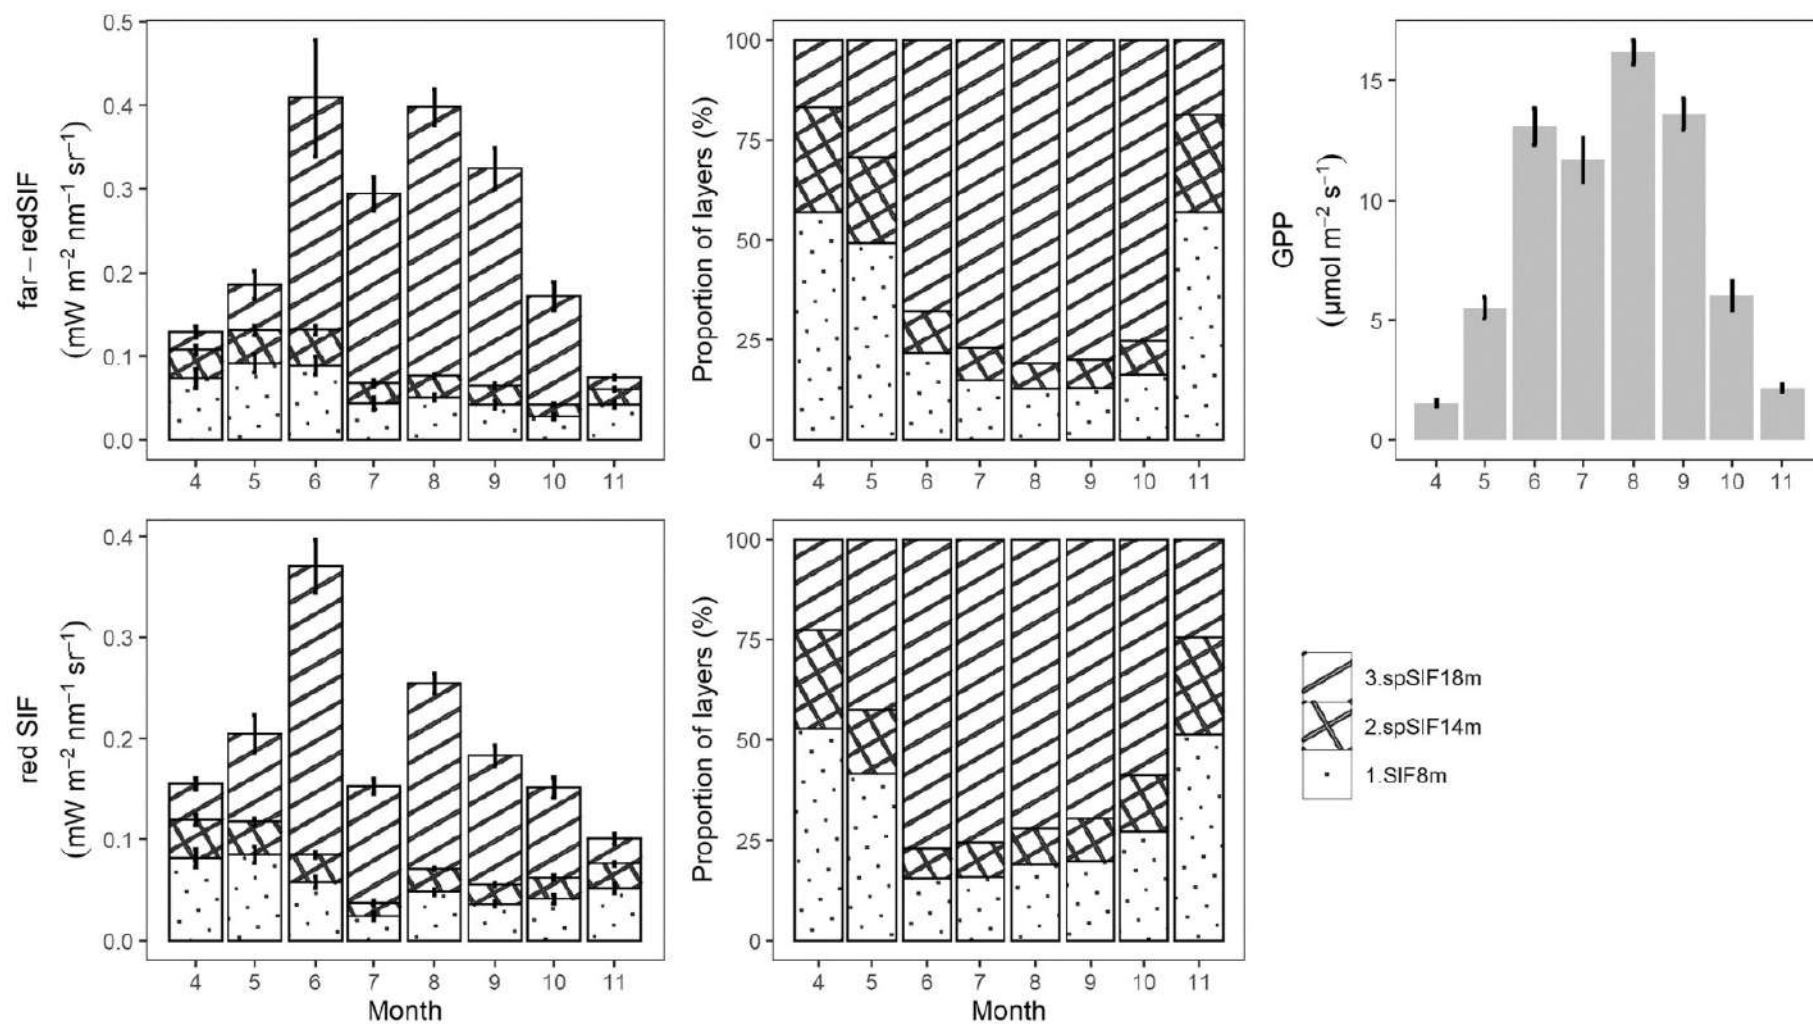 far – redSIF
(mW m⁻² nm⁻¹ sr⁻¹)
0.5
0.4
0.3
0.2
0.1
0.0
4 5 6 7 8 9 10 11
Proportion of layers (%)
100
75
50
25
0
4 5 6 7 8 9 10 11
GPP
(μmol m⁻² s⁻¹)
15
10
5
0
4 5 6 7 8 9 10 11
red SIF
(mW m⁻² nm⁻¹ sr⁻¹)
0.4
0.3
0.2
0.1
0.0
4 5 6 7 8 9 10 11
Month
Proportion of layers (%)
100
75
50
25
0
4 5 6 7 8 9 10 11
Month
3.spSIF18m
2.spSIF14m
1.SIF8m